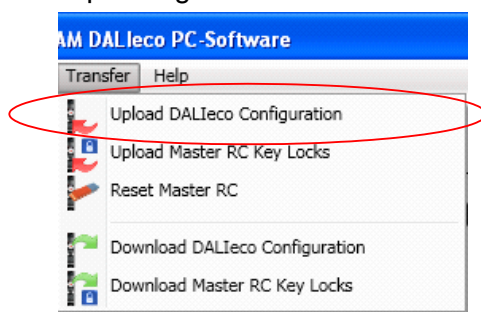 AM DALIeco PC-Software
Transfer Help
Upload DALIeco Configuration
Upload Master RC Key Locks
Reset Master RC
Download DALIeco Configuration
Download Master RC Key Locks